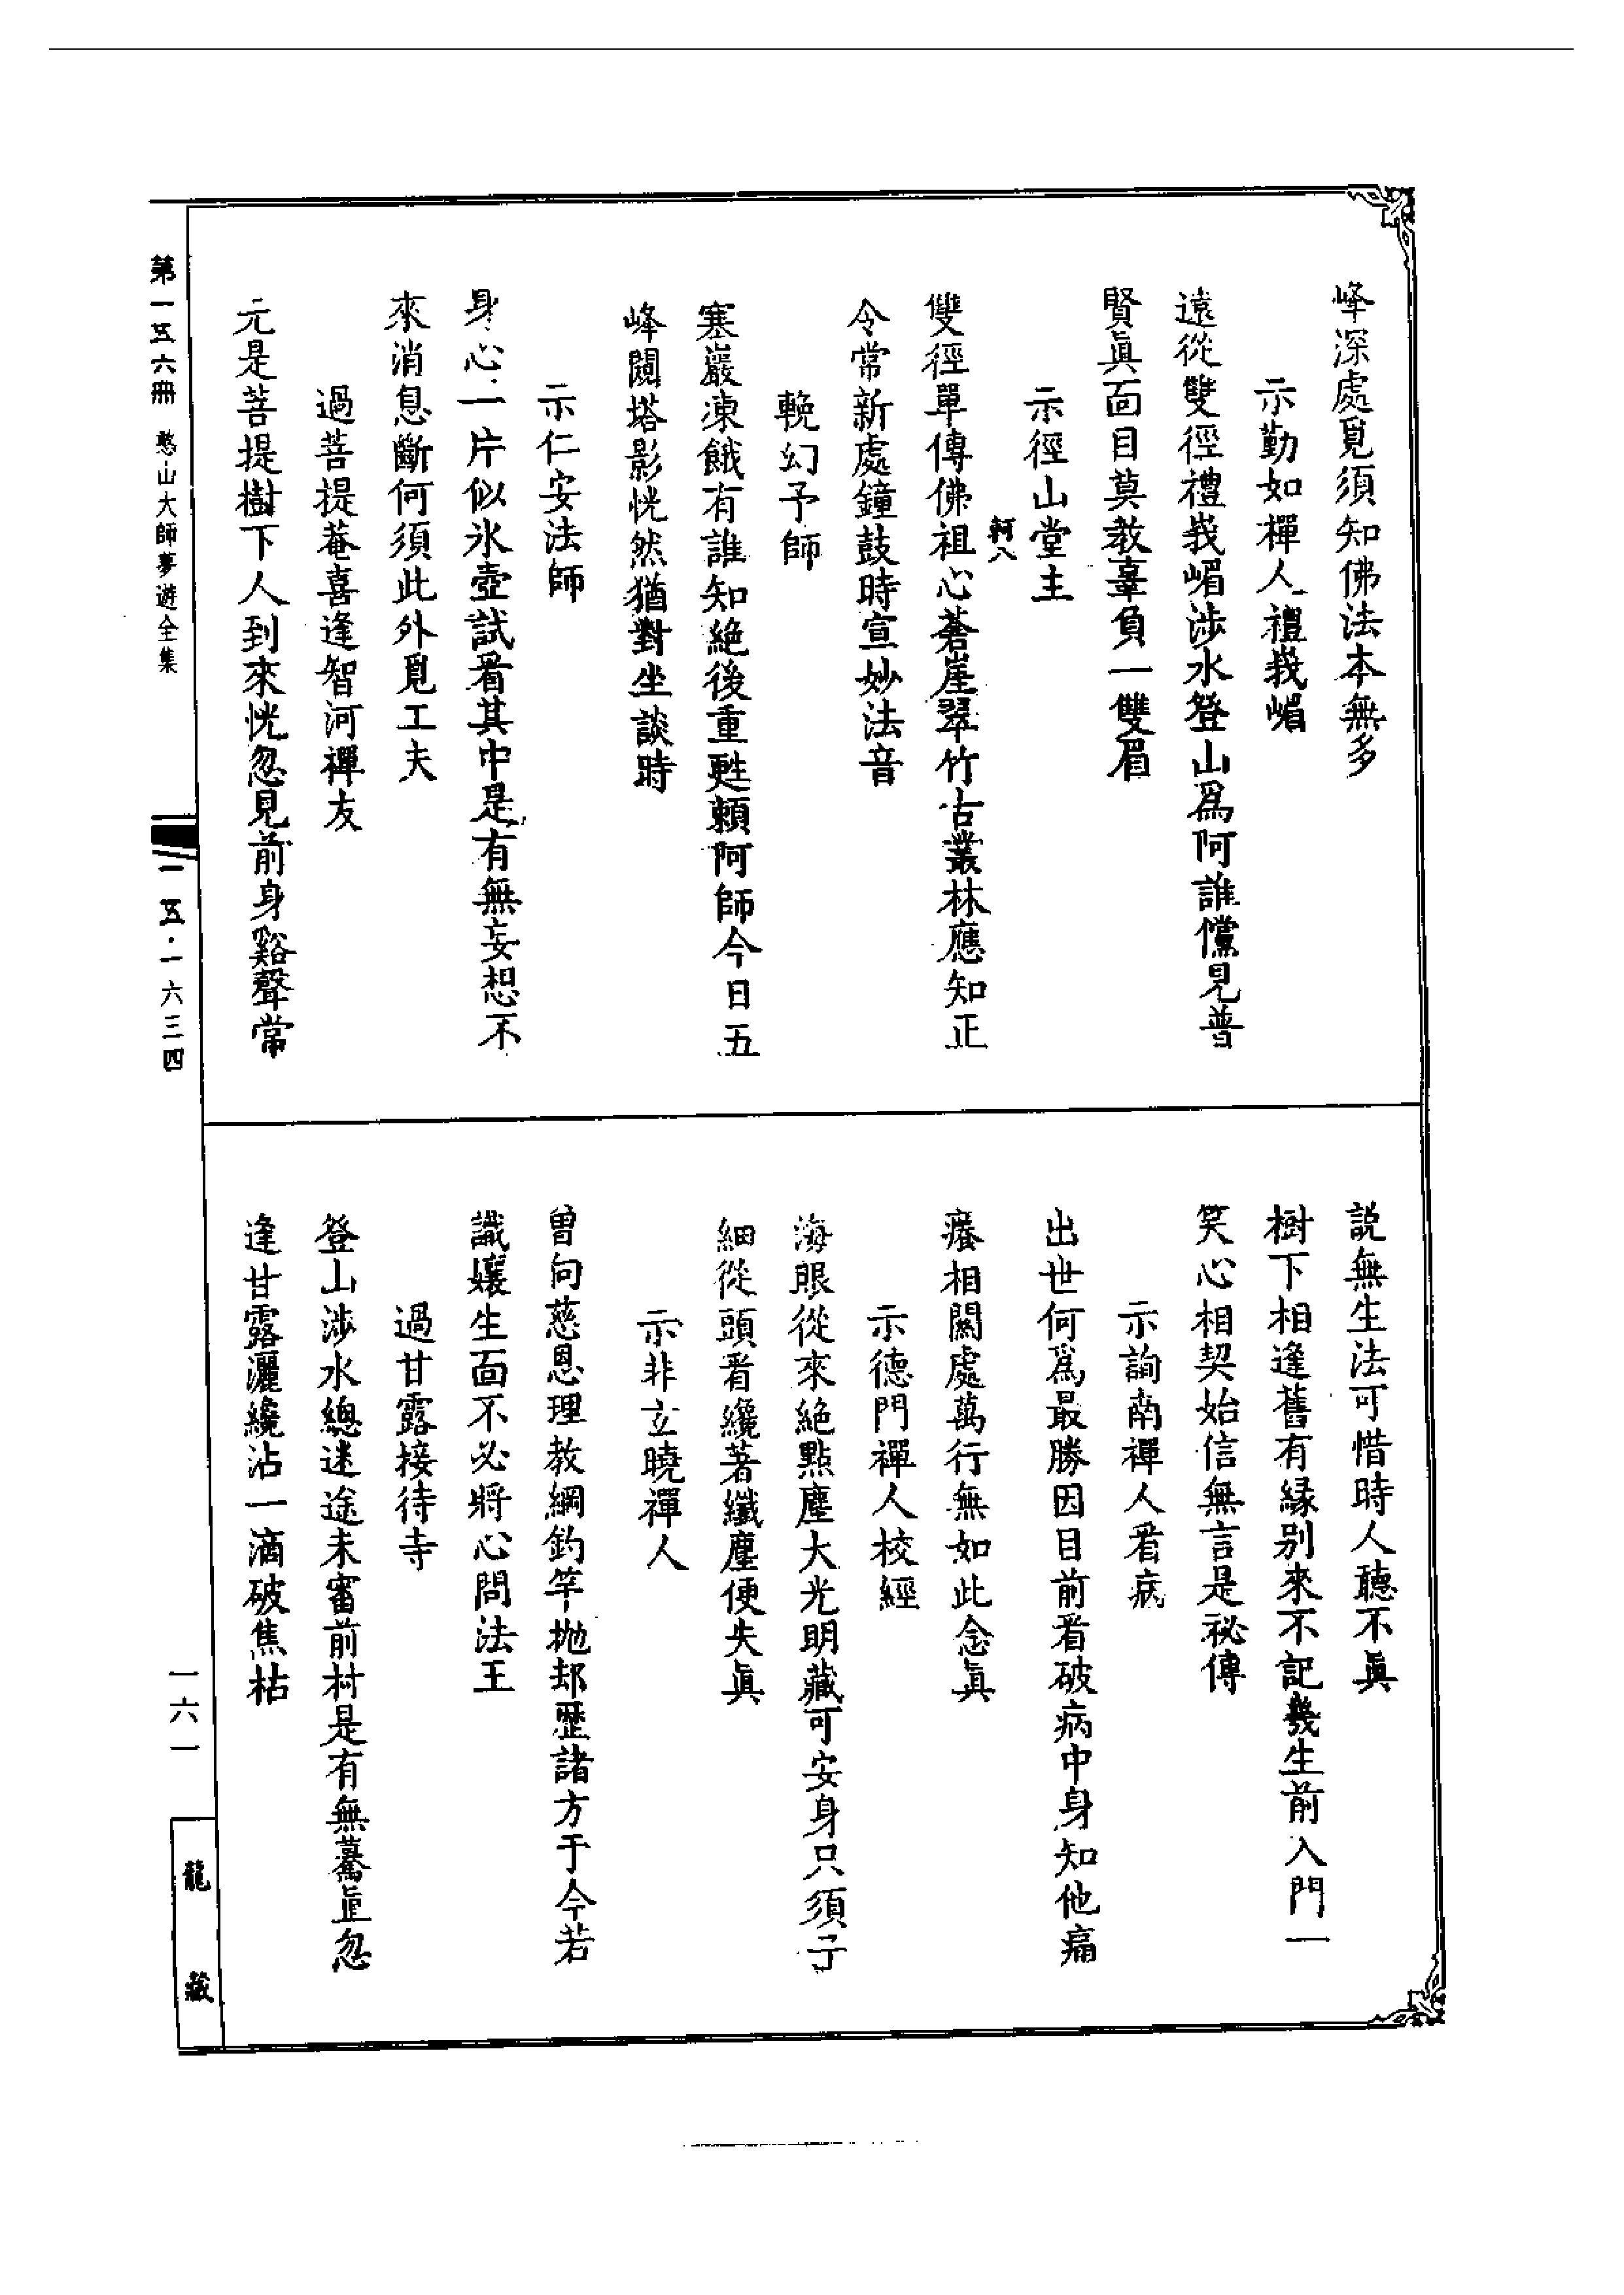 峰深處覓須知佛法本無多
示勤如禪人禮峩嵋
遠從雙徑禮峩嵋涉水登山爲阿誰儻見普
賢眞面目莫教辜負一雙眉
示徑山堂主
雙徑單傳佛祖心蒼崖翠竹古叢林應知正
令常新處鐘鼓時宣妙法音
軻八
輓幻予師
塞巖凍餓有誰知絶後重甦賴阿師今日五
峰闋塔影恍然猶對坐談時
示仁安法師
身心一片似氷壺試看其中是有無妄想不
來消息斷何須此外覓工夫
過菩提菴喜逢智河禪友
元是菩提樹下人到來恍忽見前身谿聲常
說無生法可惜時人聽不眞
樹下相逢舊有緣别來不記幾生前入門一
笑心相契始信無言是祕傳
示詢南禪人看病
出世何爲最勝因目前看破病中身知他痛
癢相關處萬行無如此念眞
示德門禪人校經
海眼從來絶點塵大光明藏可安身只須子
細從頭看纔著纖塵便失眞
示非玄曉禪人
曾向慈恩理教綱釣竿抛却歷諸方于今若
識孃生面不必將心問法王
過甘露接待寺
登山涉水總迷途未審前村是有無驀直忽
逢甘露灑纔沾一滴破焦枯
第一五六冊 憨山大師夢遊全集
一五五·一六三四
一六一
龍藏